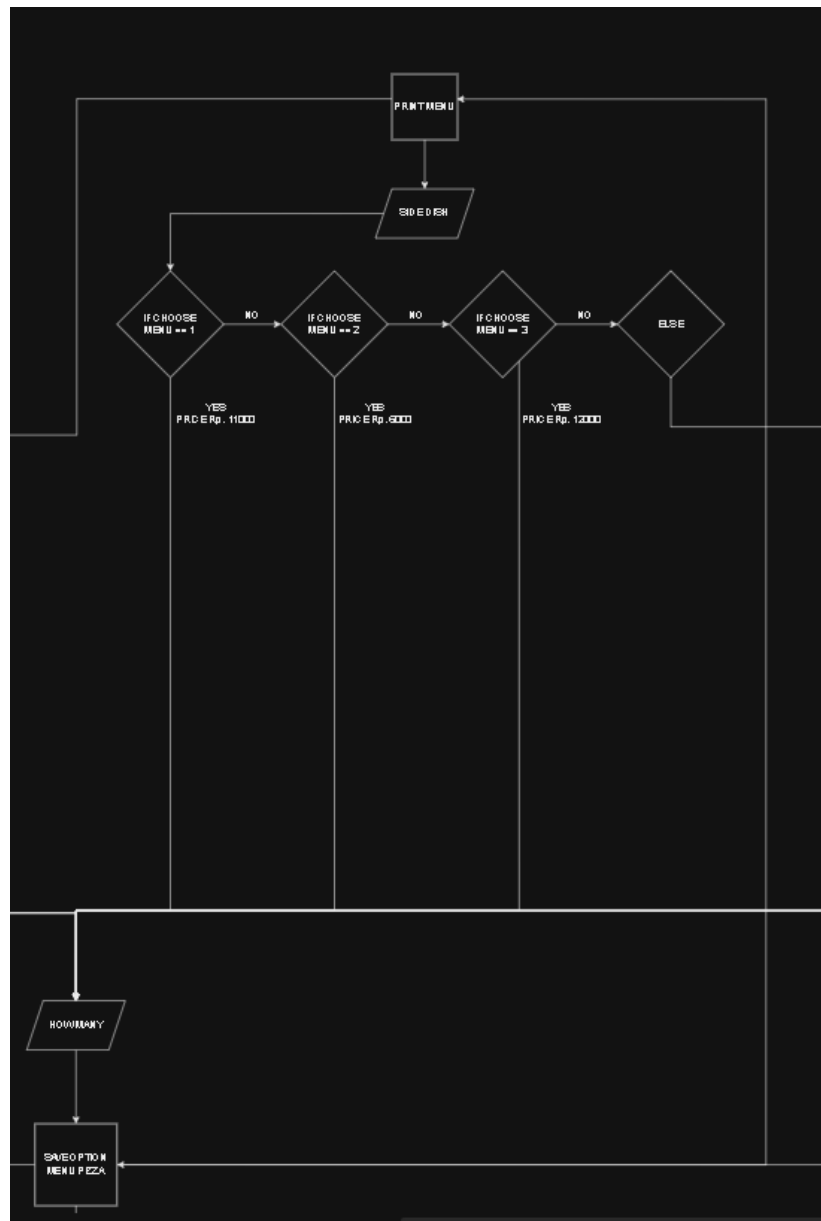 PRINT MENU
SIDE DISH
IF CHOOSE
MENU == 1
NO
IF CHOOSE
MENU == 2
NO
IF CHOOSE
MENU == 3
NO
ELSE
YES
PRICE Rp. 11000
YES
PRICE Rp. 6000
YES
PRICE Rp. 12000
HOW MANY
SAVE OPTION
MENU PEZA